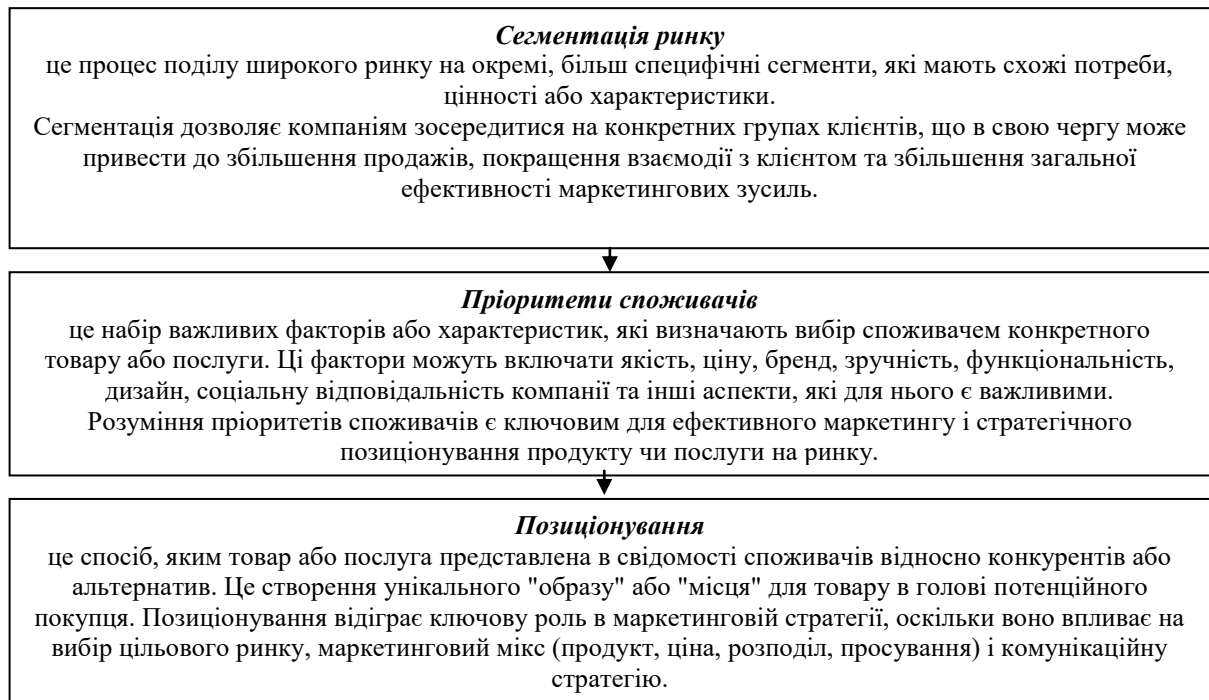 Сегментація ринку
це процес поділу широкого ринку на окремі, більш специфічні сегменти, які мають схожі потреби,
цінності або характеристики.
Сегментація дозволяє компаніям зосередитися на конкретних групах клієнтів, що в свою чергу може
привести до збільшення продажів, покращення взаємодії з клієнтом та збільшення загальної
ефективності маркетингових зусиль.
Пріоритети споживачів
це набір важливих факторів або характеристик, які визначають вибір споживачем конкретного
товару або послуги. Ці фактори можуть включати якість, ціну, бренд, зручність, функціональність,
дизайн, соціальну відповідальність компанії та інші аспекти, які для нього є важливими.
Розуміння пріоритетів споживачів є ключовим для ефективного маркетингу і стратегічного
позиціонування продукту чи послуги на ринку.
Позиціонування
це спосіб, яким товар або послуга представлена в свідомості споживачів відносно конкурентів або
альтернатив. Це створення унікального "образу" або "місця" для товару в голові потенційного
покупця. Позиціонування відіграє ключову роль в маркетинговій стратегії, оскільки воно впливає на
вибір цільового ринку, маркетинговий мікс (продукт, ціна, розподіл, просування) і комунікаційну
стратегію.